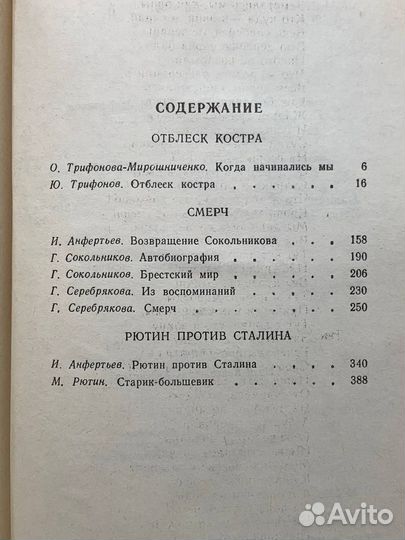 СОДЕРЖАНИЕ
ОТБЛЕСК КОСТРА
О. Трифонова-Мирошниченко. Когда начинались мы 6
Ю. Трифонов. Отблеск костра . . . . . . 16
СМЕРЧ
И. Анфертьев. Возвращение Сокольникова . . . 158
Г. Сокольников. Автобиография . . . . . 190
Г. Сокольников. Брестский мир . . . . . 206
Г. Серебрякова. Из воспоминаний . . . . 230
Г. Серебрякова. Смерч . . . . . . . 250
РЮТИН ПРОТИВ СТАЛИНА
И. Анфертьев. Рютин против Сталина . . . . 340
М. Рютин. Старик-большевик . . . . . . 388
Avito